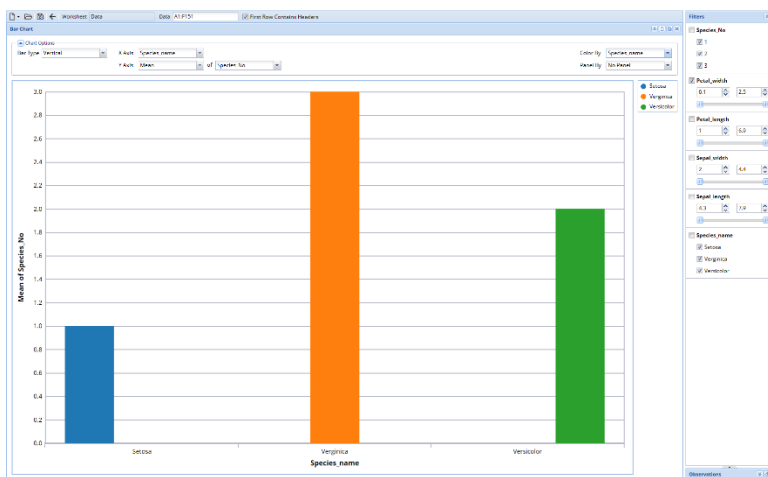 Worksheet Data Data A1:F151 First Row Contains Headers
Bar Chart
Chart Options
Bar Type Vertical X Axis Species_name Color By Species_name
Y Axis Mean of Species_No Panel By No Panel
Setosa
Verginica
Versicolor
3.0
2.8
2.6
2.4
2.2
2.0
1.8
1.6
1.4
1.2
1.0
0.8
0.6
0.4
0.2
0.0
Mean of Species_No
Setosa Verginica Versicolor
Species_name
Filters
Species_No
1
2
3
Petal_width
0.1 2.5
Petal_length
1 6.9
Sepal_width
2 4.4
Sepal_length
4.3 7.9
Species_name
Setosa
Verginica
Versicolor
Observations